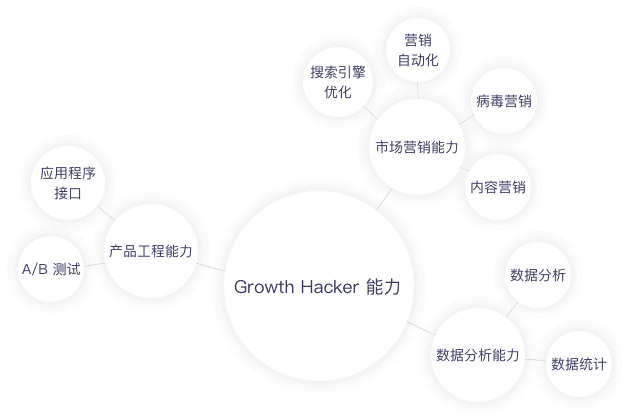 营销
自动化
搜索引擎
优化
病毒营销
市场营销能力
内容营销
应用程序
接口
产品工程能力
A/B 测试
Growth Hacker 能力
数据分析
数据分析能力
数据统计